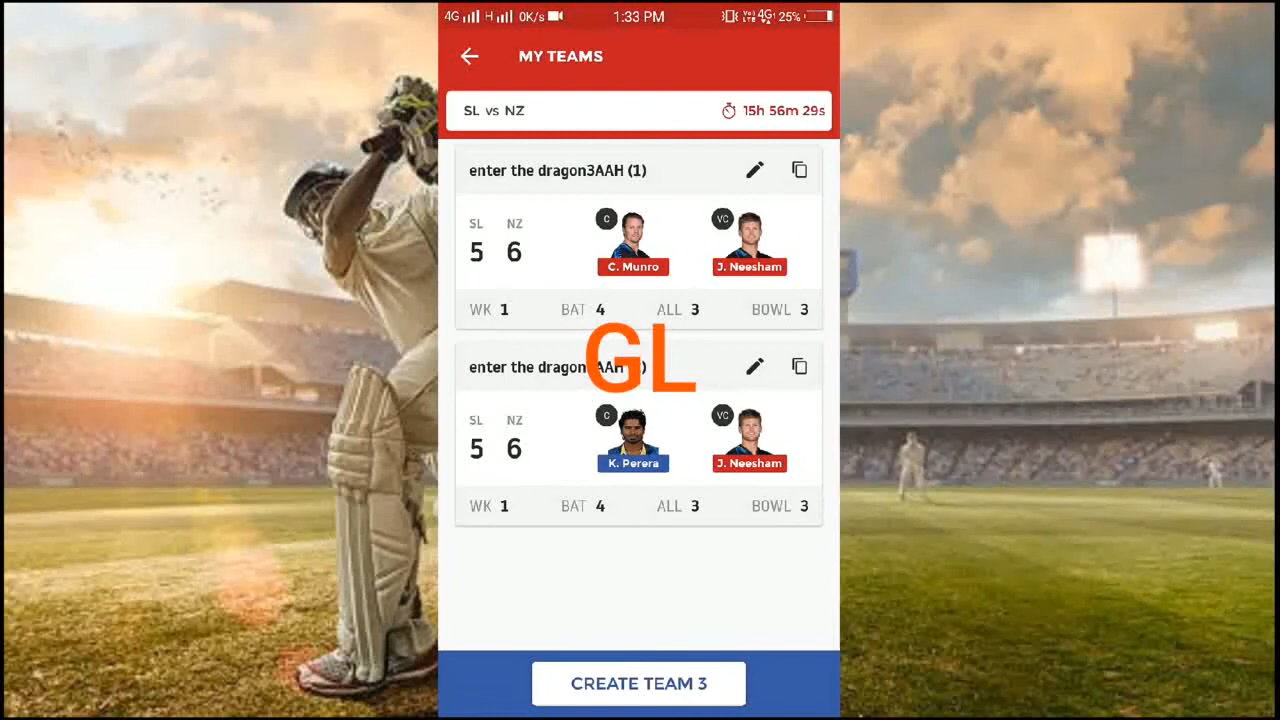 4G H 0K/s 1:33 PM 4G 25%
MY TEAMS
SL vs NZ 15h 56m 29s
enter the dragon3AAH (1)
SL NZ C VC
5 6
C. Munro J. Neesham
WK 1 BAT 4 ALL 3 BOWL 3
GL
enter the dragon AAH )
SL NZ C VC
5 6
K. Perera J. Neesham
WK 1 BAT 4 ALL 3 BOWL 3
CREATE TEAM 3